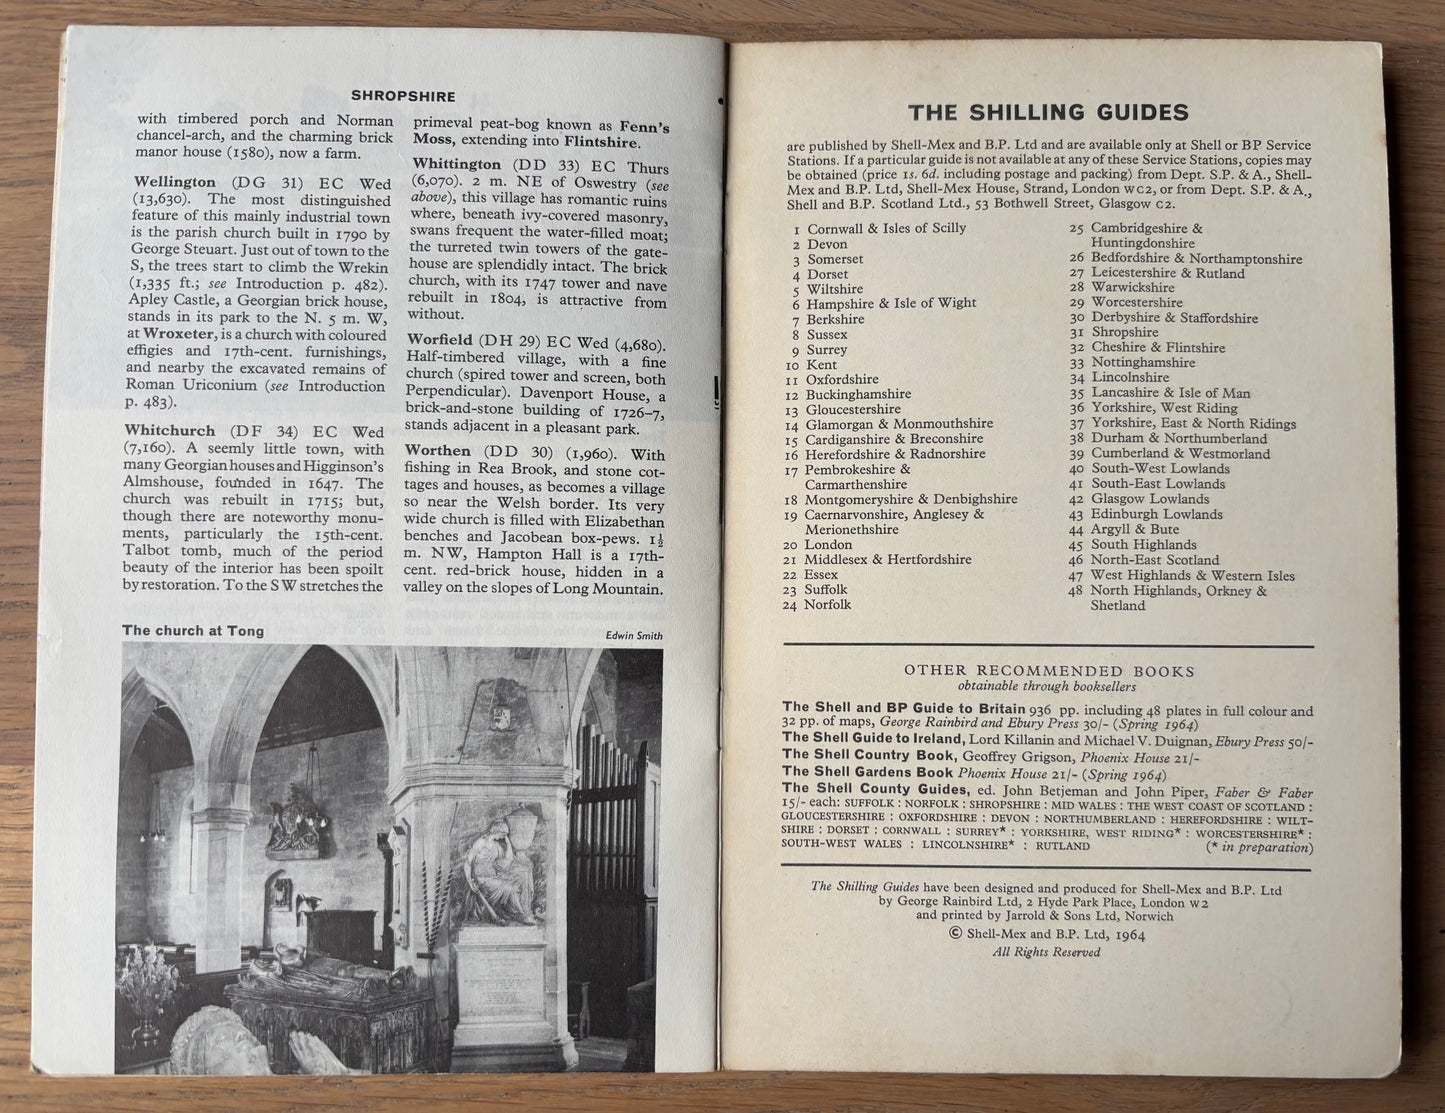 SHROPSHIRE
with timbered porch and Norman
chancel-arch, and the charming brick
manor house (1580), now a farm.
Wellington (DG 31) EC Wed
(13,630). The most distinguished
feature of this mainly industrial town
is the parish church built in 1790 by
George Steuart. Just out of town to the
S, the trees start to climb the Wrekin
(1,335 ft.; see Introduction p. 482).
Apley Castle, a Georgian brick house,
stands in its park to the N. 5 m. W,
at Wroxeter, is a church with coloured
effigies and 17th-cent. furnishings,
and nearby the excavated remains of
Roman Uriconium (see Introduction
p. 483).
Whitchurch (DF 34) EC Wed
(7,160). A seemly little town, with
many Georgian houses and Higginson's
Almshouse, founded in 1647. The
church was rebuilt in 1715; but,
though there are noteworthy monu-
ments, particularly the 15th-cent.
Talbot tomb, much of the period
beauty of the interior has been spoilt
by restoration. To the SW stretches the
primeval peat-bog known as Fenn's
Moss, extending into Flintshire.
Whittington (DD 33) EC Thurs
(6,070). 2 m. NE of Oswestry (see
above), this village has romantic ruins
where, beneath ivy-covered masonry,
swans frequent the water-filled moat;
the turreted twin towers of the gate-
house are splendidly intact. The brick
church, with its 1747 tower and nave
rebuilt in 1804, is attractive from
without.
Worfield (DH 29) EC Wed (4,680).
Half-timbered village, with a fine
church (spired tower and screen, both
Perpendicular). Davenport House, a
brick-and-stone building of 1726–7,
stands adjacent in a pleasant park.
Worthen (DD 30) (1,960). With
fishing in Rea Brook, and stone cot-
tages and houses, as becomes a village
so near the Welsh border. Its very
wide church is filled with Elizabethan
benches and Jacobean box-pews. 1½
m. NW, Hampton Hall is a 17th-
cent. red-brick house, hidden in a
valley on the slopes of Long Mountain.
The church at Tong
Edwin Smith
THE SHILLING GUIDES
are published by Shell-Mex and B.P. Ltd and are available only at Shell or BP Service
Stations. If a particular guide is not available at any of these Service Stations, copies may
be obtained (price 1s. 6d. including postage and packing) from Dept. S.P. & A., Shell-
Mex and B.P. Ltd, Shell-Mex House, Strand, London WC2, or from Dept. S.P. & A.,
Shell and B.P. Scotland Ltd., 53 Bothwell Street, Glasgow C2.
1 Cornwall & Isles of Scilly
2 Devon
3 Somerset
4 Dorset
5 Wiltshire
6 Hampshire & Isle of Wight
7 Berkshire
8 Sussex
9 Surrey
10 Kent
11 Oxfordshire
12 Buckinghamshire
13 Gloucestershire
14 Glamorgan & Monmouthshire
15 Cardiganshire & Breconshire
16 Herefordshire & Radnorshire
17 Pembrokeshire &
Carmarthenshire
18 Montgomeryshire & Denbighshire
19 Caernarvonshire, Anglesey &
Merionethshire
20 London
21 Middlesex & Hertfordshire
22 Essex
23 Suffolk
24 Norfolk
25 Cambridgeshire &
Huntingdonshire
26 Bedfordshire & Northamptonshire
27 Leicestershire & Rutland
28 Warwickshire
29 Worcestershire
30 Derbyshire & Staffordshire
31 Shropshire
32 Cheshire & Flintshire
33 Nottinghamshire
34 Lincolnshire
35 Lancashire & Isle of Man
36 Yorkshire, West Riding
37 Yorkshire, East & North Ridings
38 Durham & Northumberland
39 Cumberland & Westmorland
40 South-West Lowlands
41 South-East Lowlands
42 Glasgow Lowlands
43 Edinburgh Lowlands
44 Argyll & Bute
45 South Highlands
46 North-East Scotland
47 West Highlands & Western Isles
48 North Highlands, Orkney &
Shetland
OTHER RECOMMENDED BOOKS
obtainable through booksellers
The Shell and BP Guide to Britain 936 pp. including 48 plates in full colour and
32 pp. of maps, George Rainbird and Ebury Press 30/- (Spring 1964)
The Shell Guide to Ireland, Lord Killanin and Michael V. Duignan, Ebury Press 50/-
The Shell Country Book, Geoffrey Grigson, Phoenix House 21/-
The Shell Gardens Book Phoenix House 21/- (Spring 1964)
The Shell County Guides, ed. John Betjeman and John Piper, Faber & Faber
15/- each: SUFFOLK : NORFOLK : SHROPSHIRE : MID WALES : THE WEST COAST OF SCOTLAND :
GLOUCESTERSHIRE : OXFORDSHIRE : DEVON : NORTHUMBERLAND : HEREFORDSHIRE : WILT-
SHIRE : DORSET : CORNWALL : SURREY* : YORKSHIRE, WEST RIDING* : WORCESTERSHIRE* :
SOUTH-WEST WALES : LINCOLNSHIRE* : RUTLAND (* in preparation)
The Shilling Guides have been designed and produced for Shell-Mex and B.P. Ltd
by George Rainbird Ltd, 2 Hyde Park Place, London W2
and printed by Jarrold & Sons Ltd, Norwich
© Shell-Mex and B.P. Ltd, 1964
All Rights Reserved